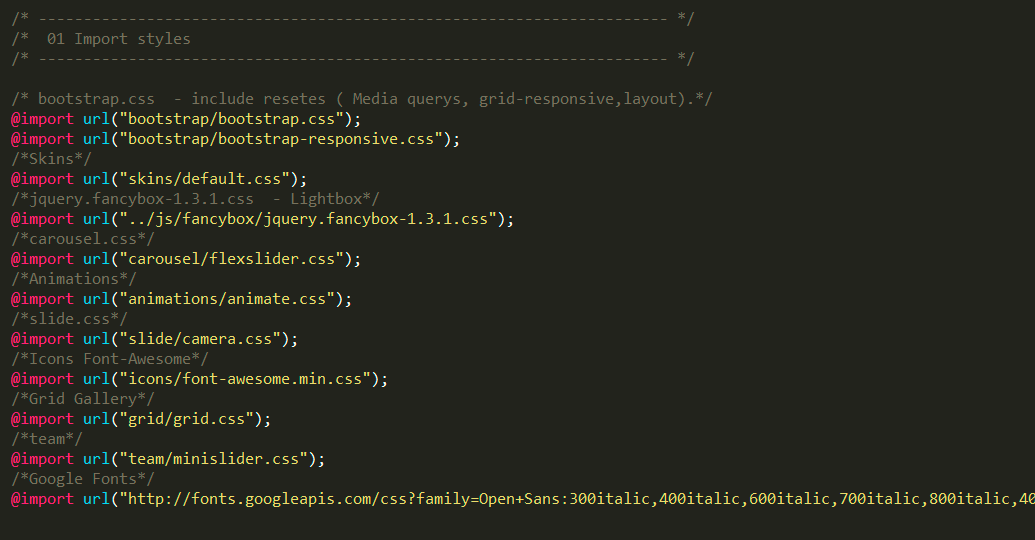 /* ---------------------------------------------------------------------- */
/*  01 Import styles
/* ---------------------------------------------------------------------- */
/* bootstrap.css  - include resetes ( Media querys, grid-responsive,layout).*/
@import url("bootstrap/bootstrap.css");
@import url("bootstrap/bootstrap-responsive.css");
/*Skins*/
@import url("skins/default.css");
/*jquery.fancybox-1.3.1.css  - Lightbox*/
@import url("../js/fancybox/jquery.fancybox-1.3.1.css");
/*carousel.css*/
@import url("carousel/flexslider.css");
/*Animations*/
@import url("animations/animate.css");
/*slide.css*/
@import url("slide/camera.css");
/*Icons Font-Awesome*/
@import url("icons/font-awesome.min.css");
/*Grid Gallery*/
@import url("grid/grid.css");
/*team*/
@import url("team/minislider.css");
/*Google Fonts*/
@import url("http://fonts.googleapis.com/css?family=Open+Sans:300italic,400italic,600italic,700italic,800italic,40